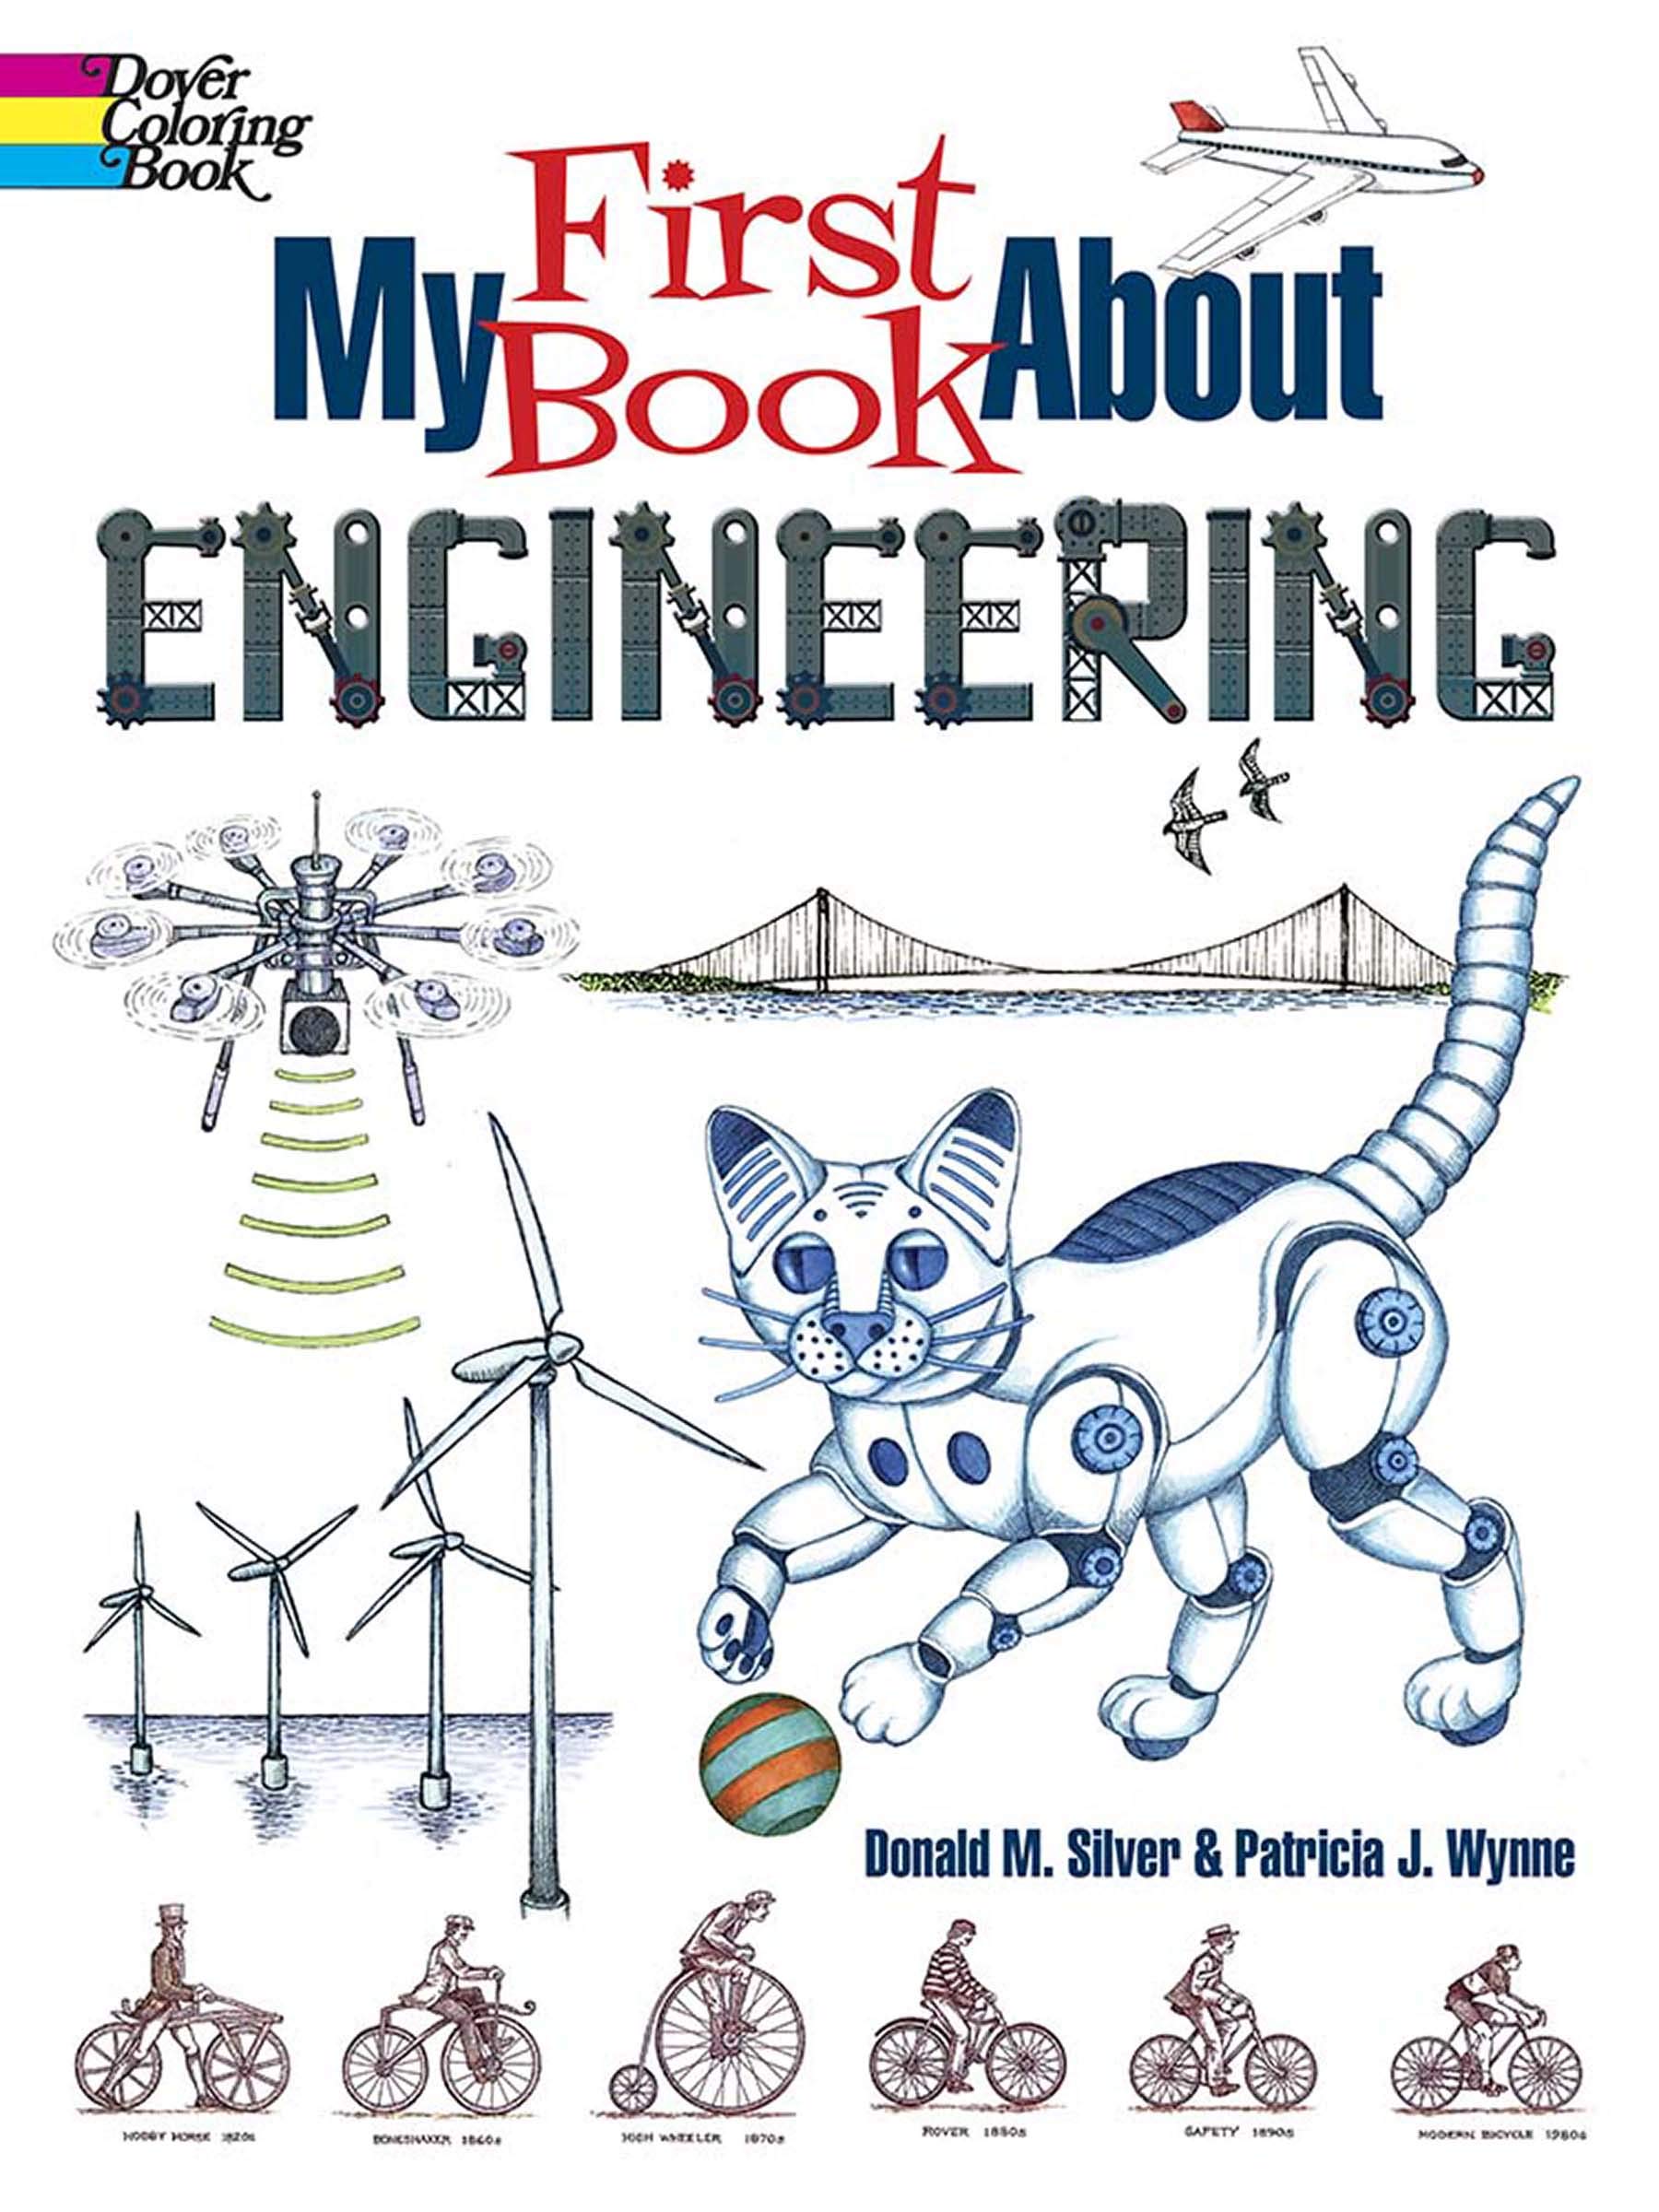 Dover
Coloring
Book
My First Book About
ENGINEERING
Donald M. Silver & Patricia J. Wynne
HOBBY HORSE 1820s
BONESHAKER 1860s
HIGH WHEELER 1870s
ROVER 1880s
SAFETY 1890s
MODERN BICYCLE 1980s